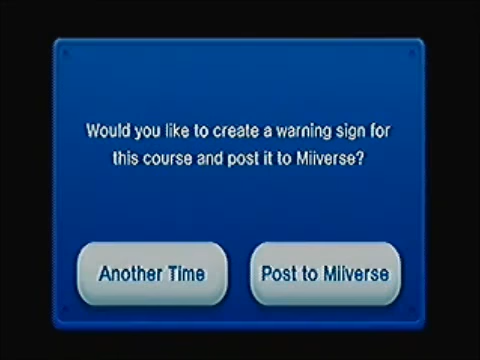 Would you like to create a warning sign for
this course and post it to Miiverse?
Another Time
Post to Miiverse